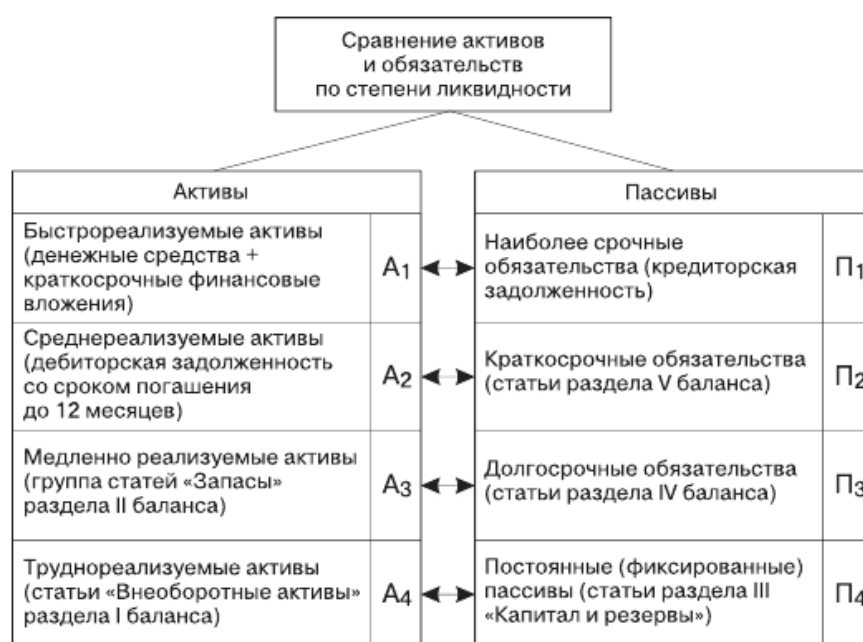 Сравнение активов
и обязательств
по степени ликвидности
Активы
Быстрореализуемые активы
(денежные средства +
краткосрочные финансовые
вложения)
А1
Среднереализуемые активы
(дебиторская задолженность
со сроком погашения
до 12 месяцев)
А2
Медленно реализуемые активы
(группа статей «Запасы»
раздела II баланса)
А3
Труднореализуемые активы
(статьи «Внеоборотные активы»
раздела I баланса)
А4
Пассивы
Наиболее срочные
обязательства (кредиторская
задолженность)
П1
Краткосрочные обязательства
(статьи раздела V баланса)
П2
Долгосрочные обязательства
(статьи раздела IV баланса)
П3
Постоянные (фиксированные)
пассивы (статьи раздела III
«Капитал и резервы»)
П4